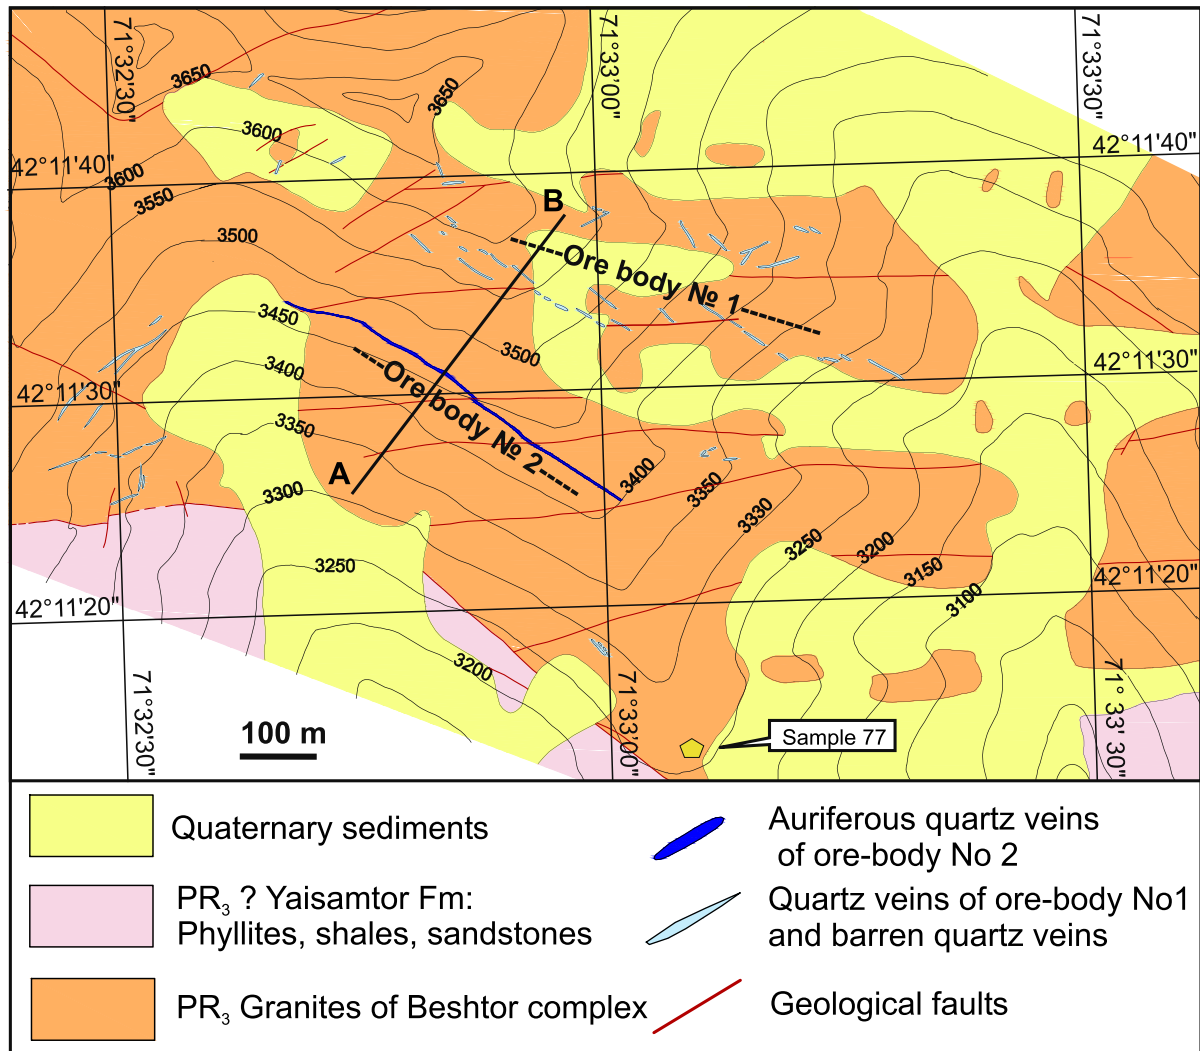 71°32'30"
71°33'00"
71°33'30"
3650
3650
3600
42°11'40"
42°11'40"
3600
3550
B
3500
Ore body № 1
3450
3500
42°11'30"
3400
42°11'30"
Ore body № 2
3350
A
3400
3350
3300
3330
3250
3200
3250
3150
42°11'20"
3100
42°11'20"
3200
71°32'30"
71°33'00"
71° 33' 30"
100 m
Sample 77
Quaternary sediments
PR₃ ? Yaisamtor Fm:
Phyllites, shales, sandstones
PR₃ Granites of Beshtor complex
Auriferous quartz veins
of ore-body No 2
Quartz veins of ore-body No1
and barren quartz veins
Geological faults